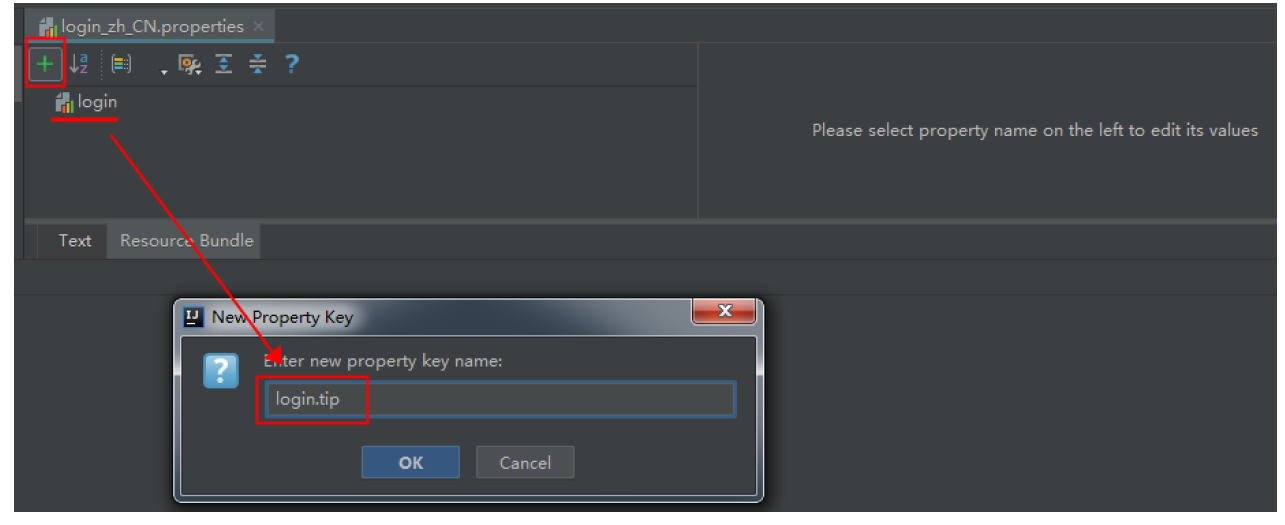 login_zh_CN.properties
login
Please select property name on the left to edit its values
Text Resource Bundle
New Property Key
Enter new property key name:
login.tip
OK Cancel